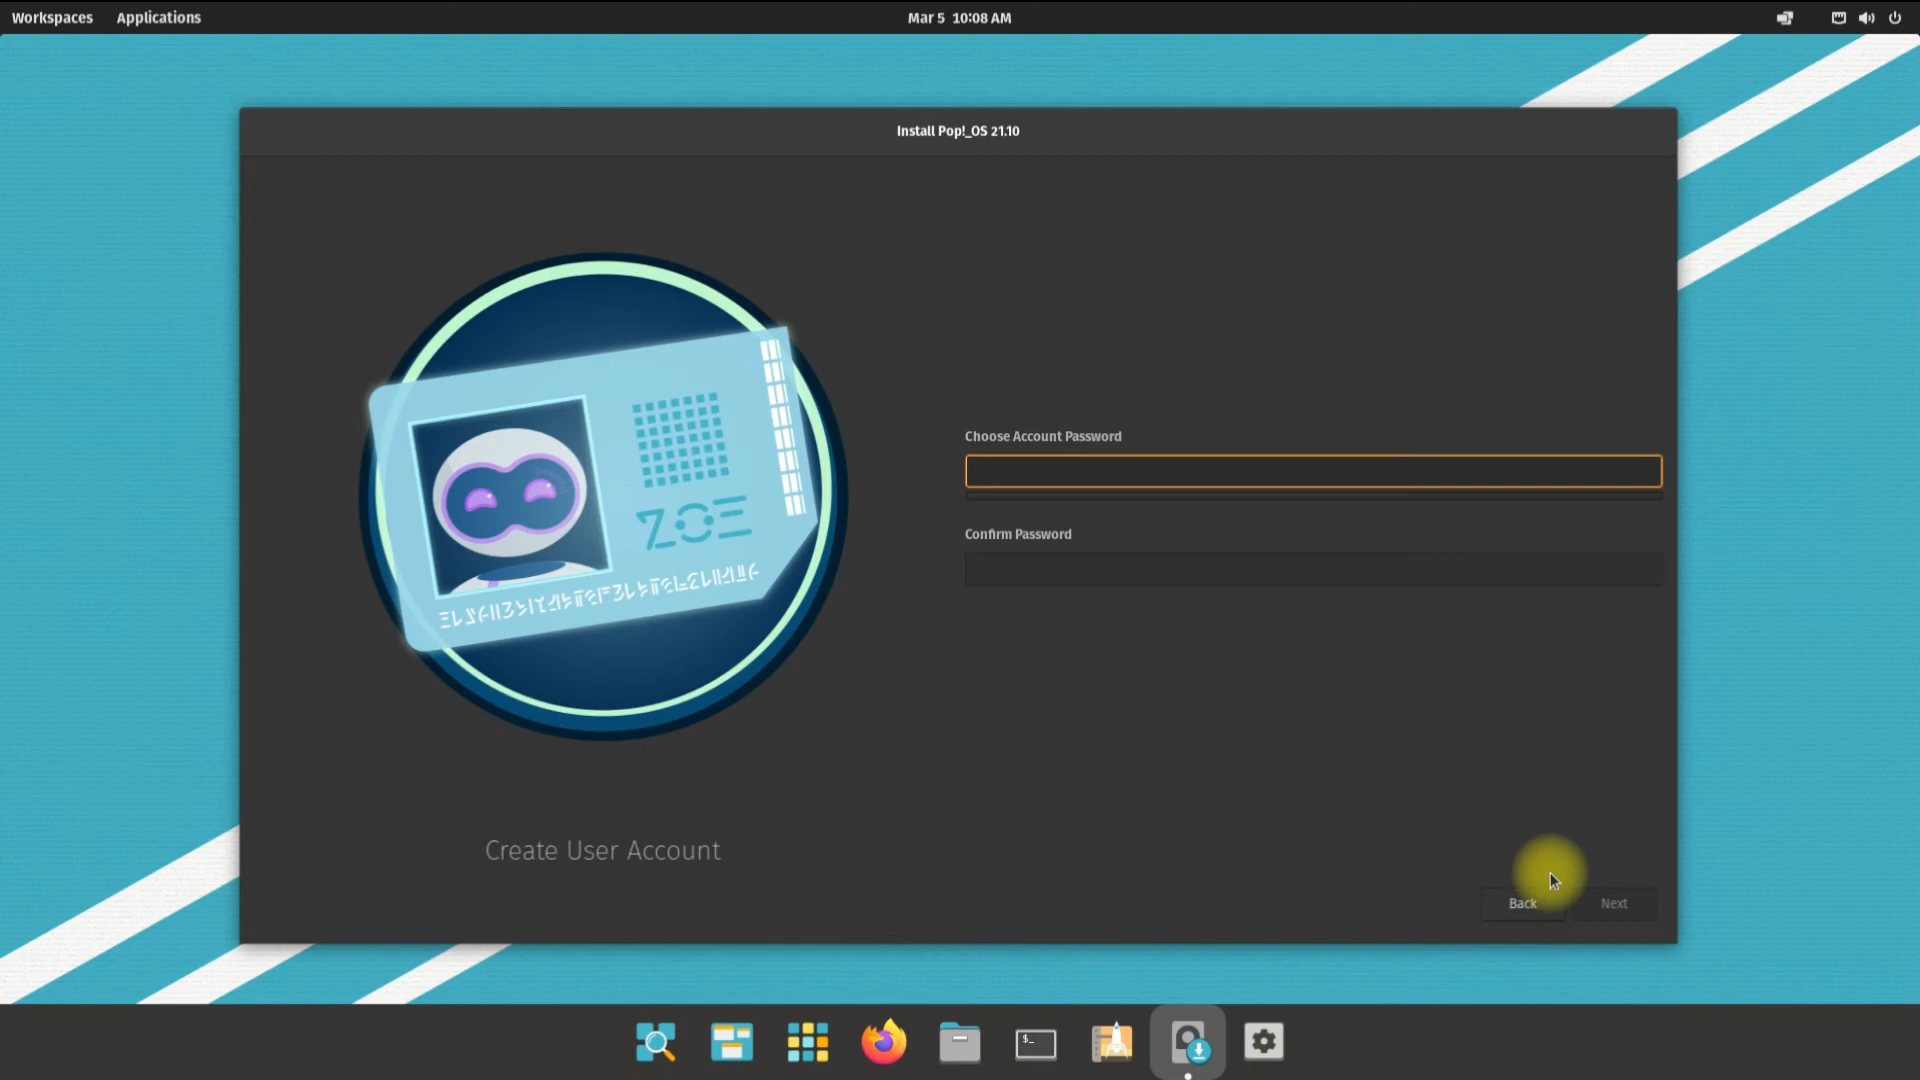 Workspaces Applications Mar 5 10:08 AM
Install Pop!_OS 21.10
ZOE
Choose Account Password
Confirm Password
Create User Account
Back Next
$_